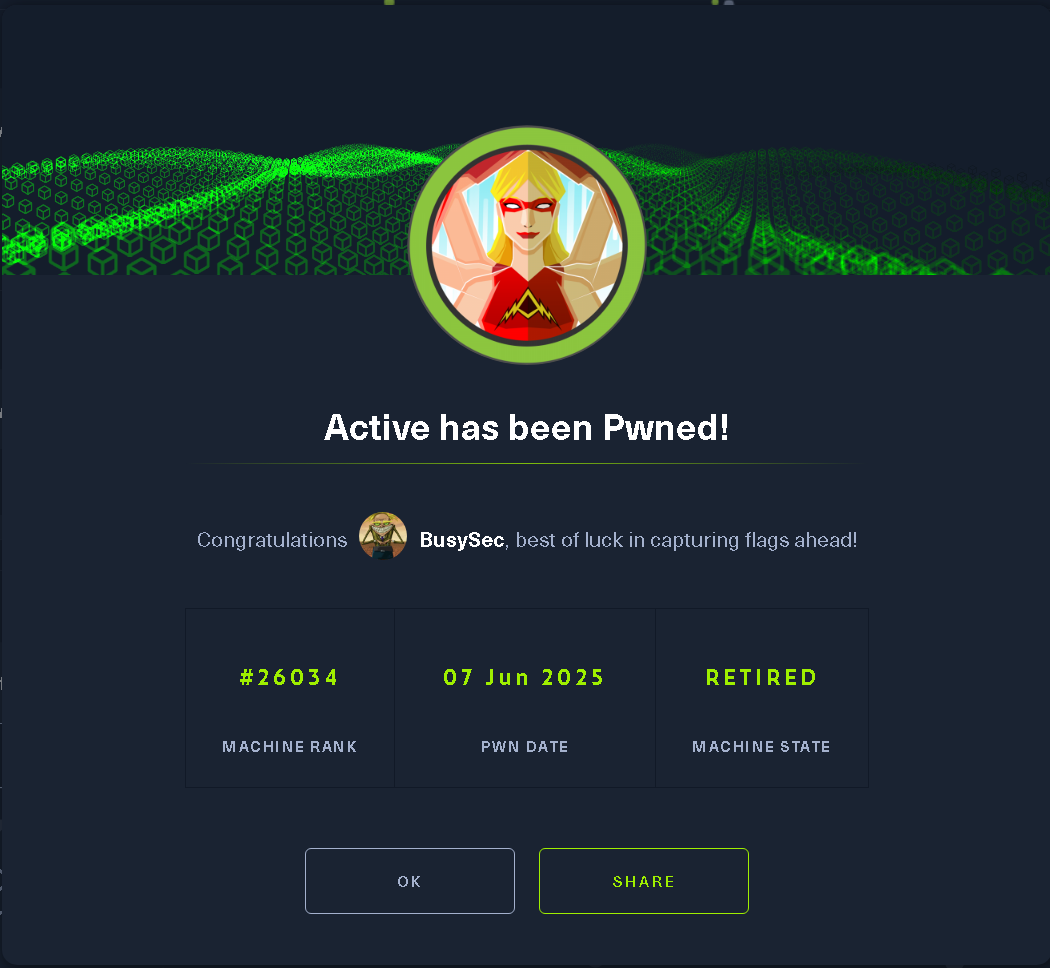 Active has been Pwned!
Congratulations BusySec, best of luck in capturing flags ahead!
#26034 07 Jun 2025 RETIRED
MACHINE RANK PWN DATE MACHINE STATE
OK SHARE